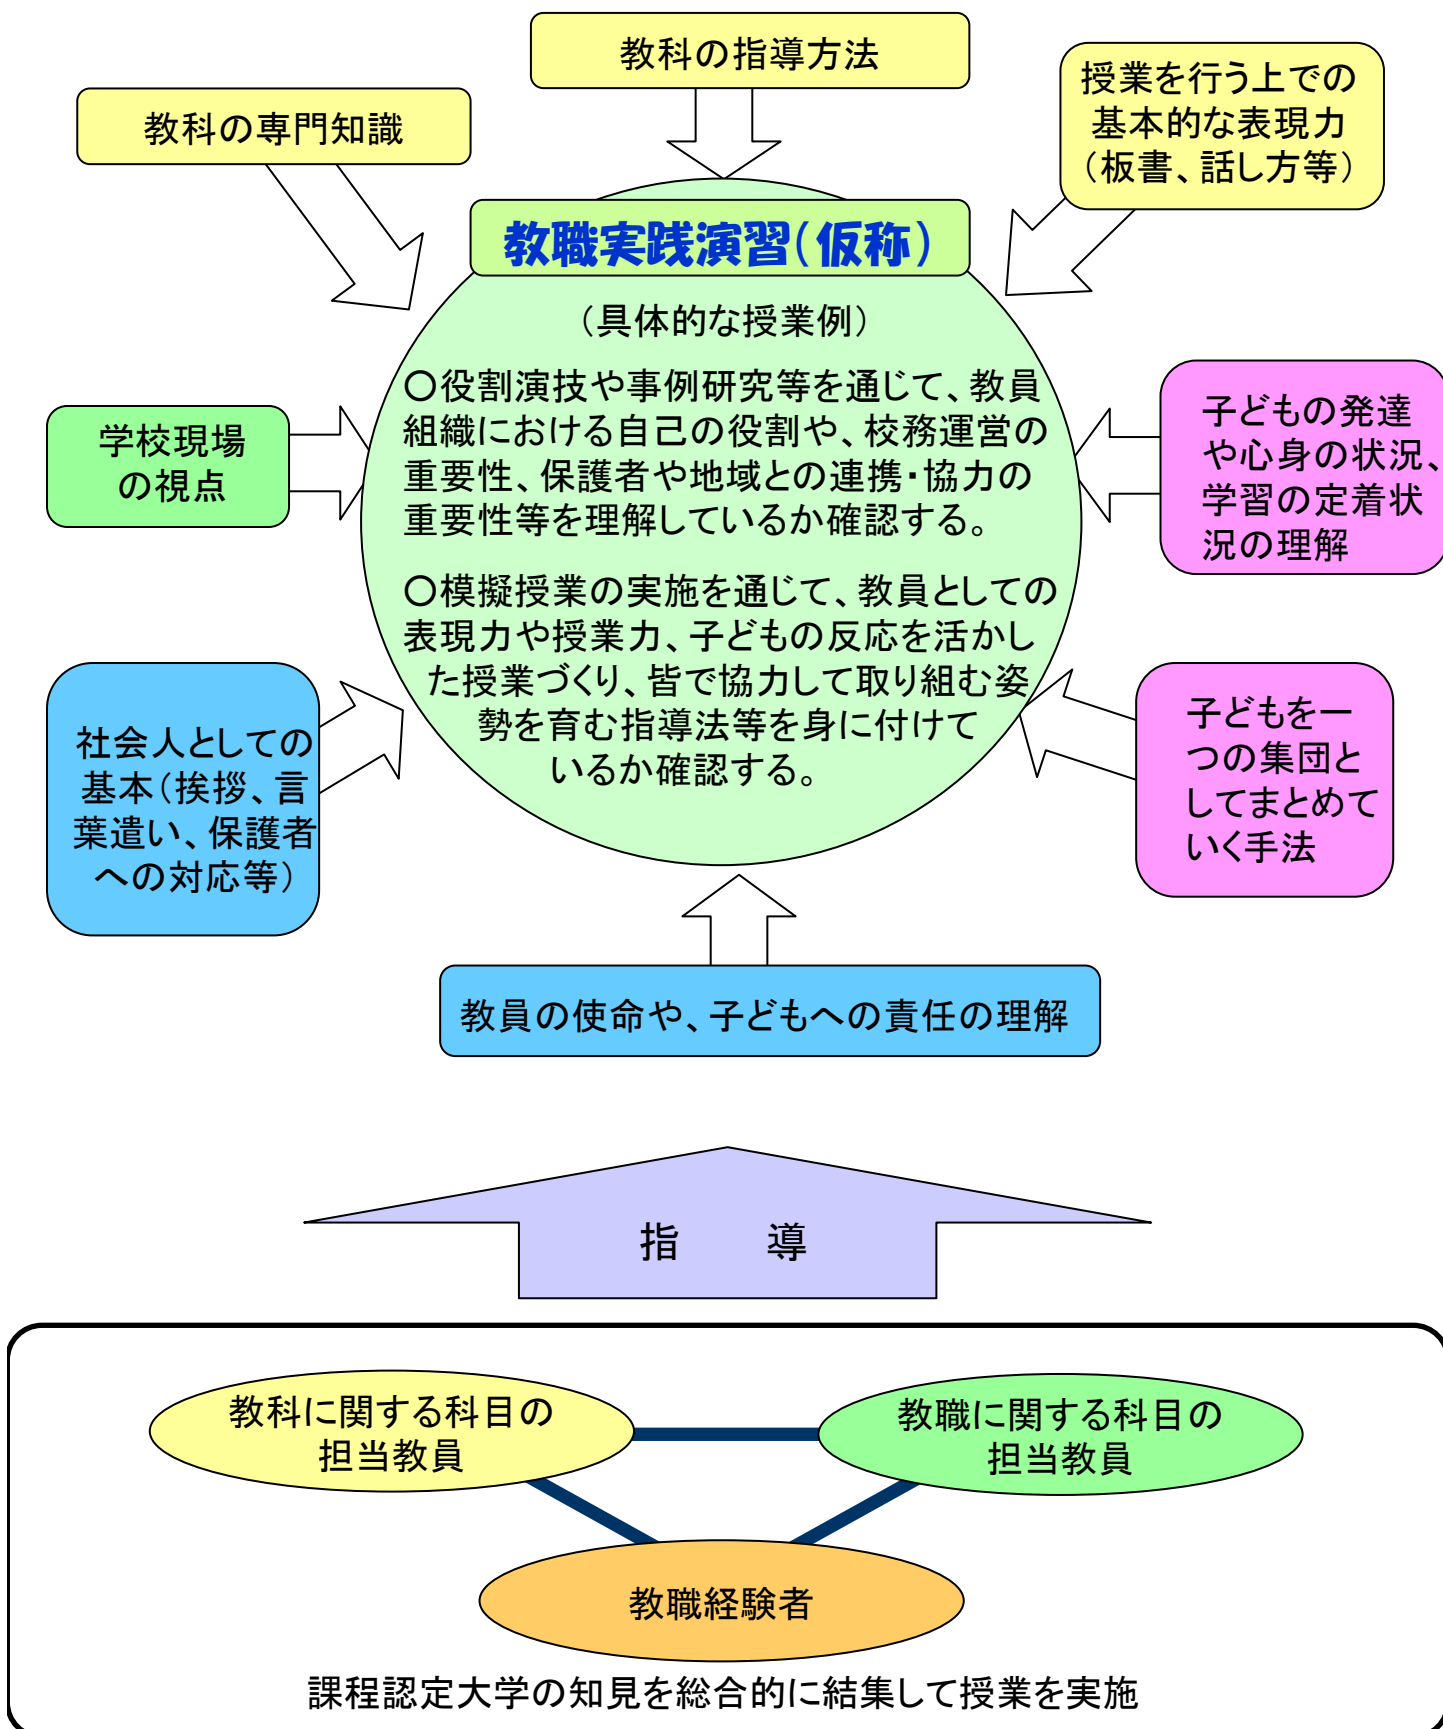 教科の指導方法
教科の専門知識
授業を行う上での
基本的な表現力
（板書、話し方等）
教職実践演習（仮称）
（具体的な授業例）
〇役割演技や事例研究等を通じて、教員
組織における自己の役割や、校務運営の
重要性、保護者や地域との連携・協力の
重要性等を理解しているか確認する。
〇模擬授業の実施を通じて、教員としての
表現力や授業力、子どもの反応を活かし
た授業づくり、皆で協力して取り組む姿
勢を育む指導法等を身に付けて
いるか確認する。
学校現場
の視点
子どもの発達
や心身の状況、
学習の定着状
況の理解
社会人としての
基本（挨拶、言
葉遣い、保護者
への対応等）
子どもを一
つの集団と
してまとめて
いく手法
教員の使命や、子どもへの責任の理解
指　　導
教科に関する科目の
担当教員
教職に関する科目の
担当教員
教職経験者
課程認定大学の知見を総合的に結集して授業を実施